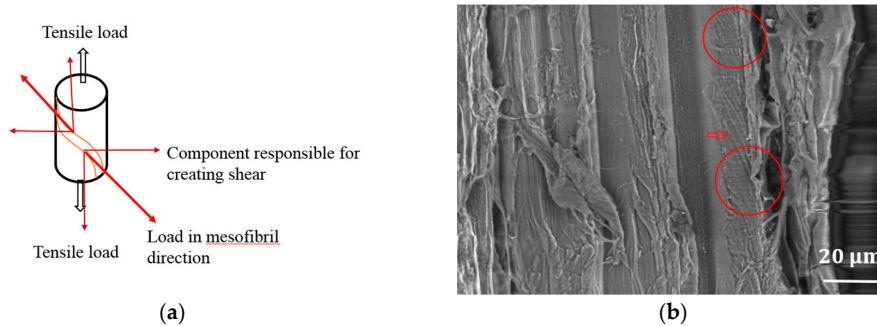 Tensile load
Component responsible for
creating shear
Tensile load
Load in mesofibril
direction
20 µm
(a)
(b)